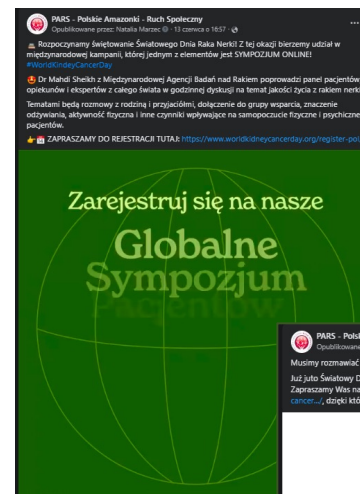 PARS - Polskie Amazonki - Ruch Społeczny
Opublikowane przez: Natalia Marzec · 13 czerwca o 16:57 ·
Rozpoczynamy świętowanie Światowego Dnia Raka Nerki! Z tej okazji bierzemy udział w
międzynarodowej kampanii, której jednym z elementów jest SYMPOZJUM ONLINE!
#WorldKindeyCancerDay
Dr Mahdi Sheikh z Międzynarodowej Agencji Badań nad Rakiem poprowadzi panel pacjentów
opiekunów i ekspertów z całego świata w godzinnej dyskusji na temat jakości życia z rakiem nerki
Tematami będą rozmowy z rodziną i przyjaciółmi, dołączenie do grupy wsparcia, znaczenie
odżywiania, aktywność fizyczna i inne czynniki wpływające na samopoczucie fizyczne i psychiczne
pacjentów.
ZAPRASZAMY DO REJESTRACJI TUTAJ: https://www.worldkidneycancerday.org/register-pol
Zarejestruj się na nasze
Globalne
Sympozjum
Pacjentów
PARS - Pols
Opublikowane
Musimy rozmawiać
Już juto Światowy D
Zapraszamy Was na
cancer.../, dzięki któ